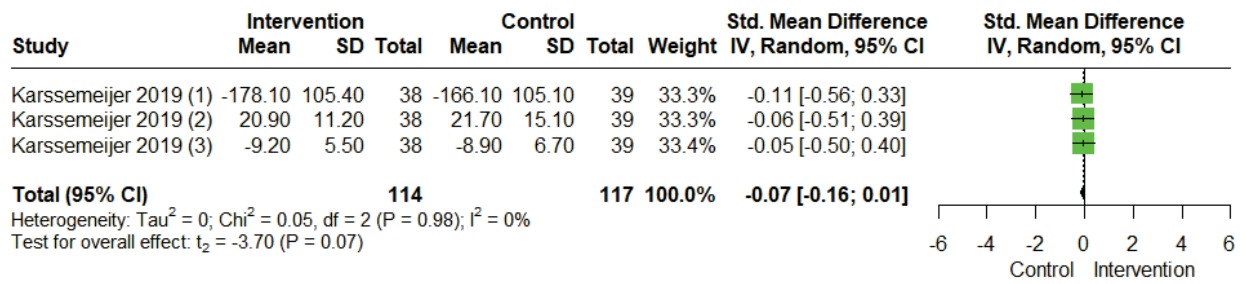 Intervention Control Std. Mean Difference Std. Mean Difference
Study Mean SD Total Mean SD Total Weight IV, Random, 95% CI IV, Random, 95% CI
Karssemeijer 2019 (1) -178.10 105.40 38 -166.10 105.10 39 33.3% -0.11 [-0.56; 0.33]
Karssemeijer 2019 (2) 20.90 11.20 38 21.70 15.10 39 33.3% -0.06 [-0.51; 0.39]
Karssemeijer 2019 (3) -9.20 5.50 38 -8.90 6.70 39 33.4% -0.05 [-0.50; 0.40]
Total (95% CI) 114 117 100.0% -0.07 [-0.16; 0.01]
Heterogeneity: Tau² = 0; Chi² = 0.05, df = 2 (P = 0.98); I² = 0%
Test for overall effect: t₂ = -3.70 (P = 0.07)
-6 -4 -2 0 2 4 6
Control Intervention